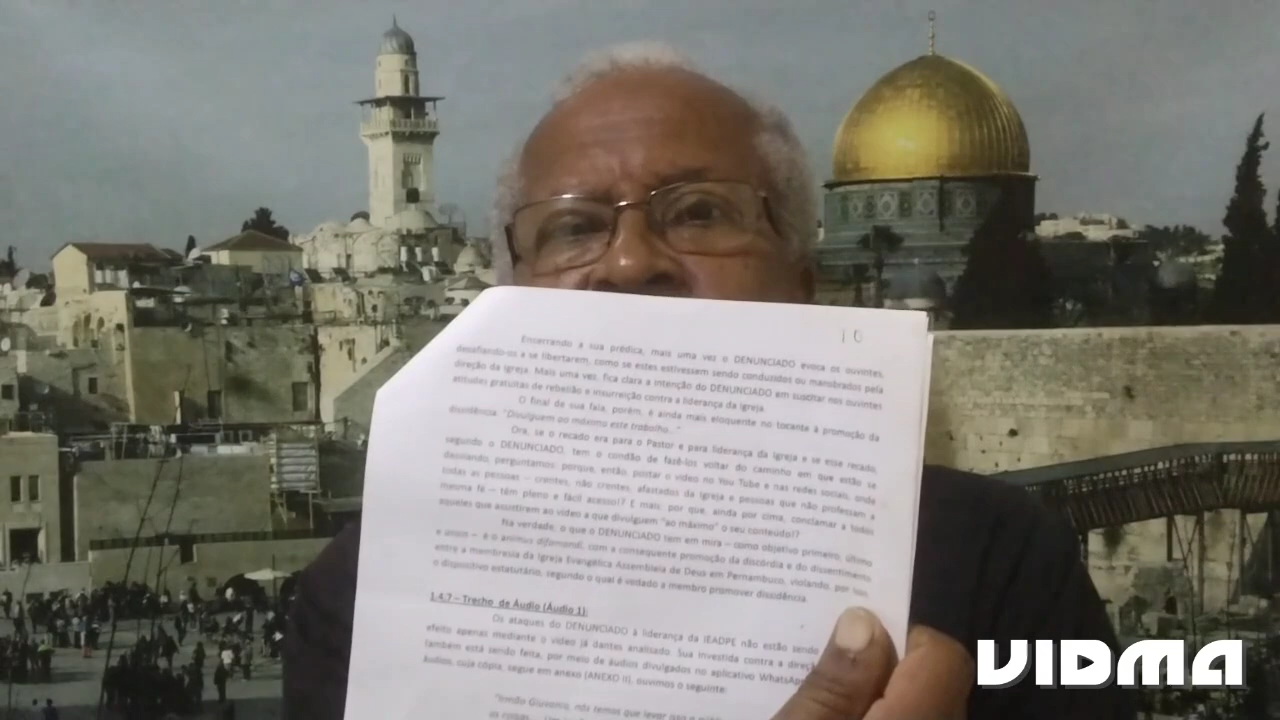 10
Encerrando a sua prédica, mais uma vez o DENUNCIADO evoca os ouvintes,
desafiando-os a se libertarem, como se estes estivessem sendo conduzidos ou manobrados pela
direção da Igreja. Mais uma vez, fica clara a intenção do DENUNCIADO em suscitar nos ouvintes
atitudes gratuitas de rebelião e insurreição contra a liderança da Igreja.
O final de sua fala, porém, é ainda mais eloquente no tocante à promoção da
dissidência: "Divulguem ao máximo este trabalho..."
Ora, se o recado era para o Pastor e para liderança da Igreja e se esse recado,
segundo o DENUNCIADO, tem o condão de fazê-los voltar do caminho em que estão se
desviando, perguntamos: porque, então, postar o vídeo no You Tube e nas redes sociais, onde
todas as pessoas – crentes, não crentes, afastados da Igreja e pessoas que não professam a
mesma fé – têm pleno e fácil acesso!? E mais: por que, ainda por cima, conclamar a todos
aqueles que assistirem ao vídeo a que divulguem "ao máximo" o seu conteúdo!?
Na verdade, o que o DENUNCIADO tem em mira – como objetivo primeiro, último
e único – é o animus difamandi, com a consequente promoção da discórdia e do dissentimento
entre a membresia da Igreja Evangélica Assembleia de Deus em Pernambuco, violando, por isso,
o dispositivo estatutário, segundo o qual é vedado a membro promover dissidência.
1.4.7 – Trecho de Áudio (Áudio 1):
Os ataques do DENUNCIADO à liderança da IEADPE não estão sendo
efeito apenas mediante o vídeo já dantes analisado. Sua investida contra a direç
também está sendo feita, por meio de áudios divulgados no aplicativo WhatsAp
áudios, cuja cópia, segue em anexo (ANEXO II), ouvimos o seguinte:
"Irmão Giovanio, nós temos que levar isso
as coisas...
VIDMA